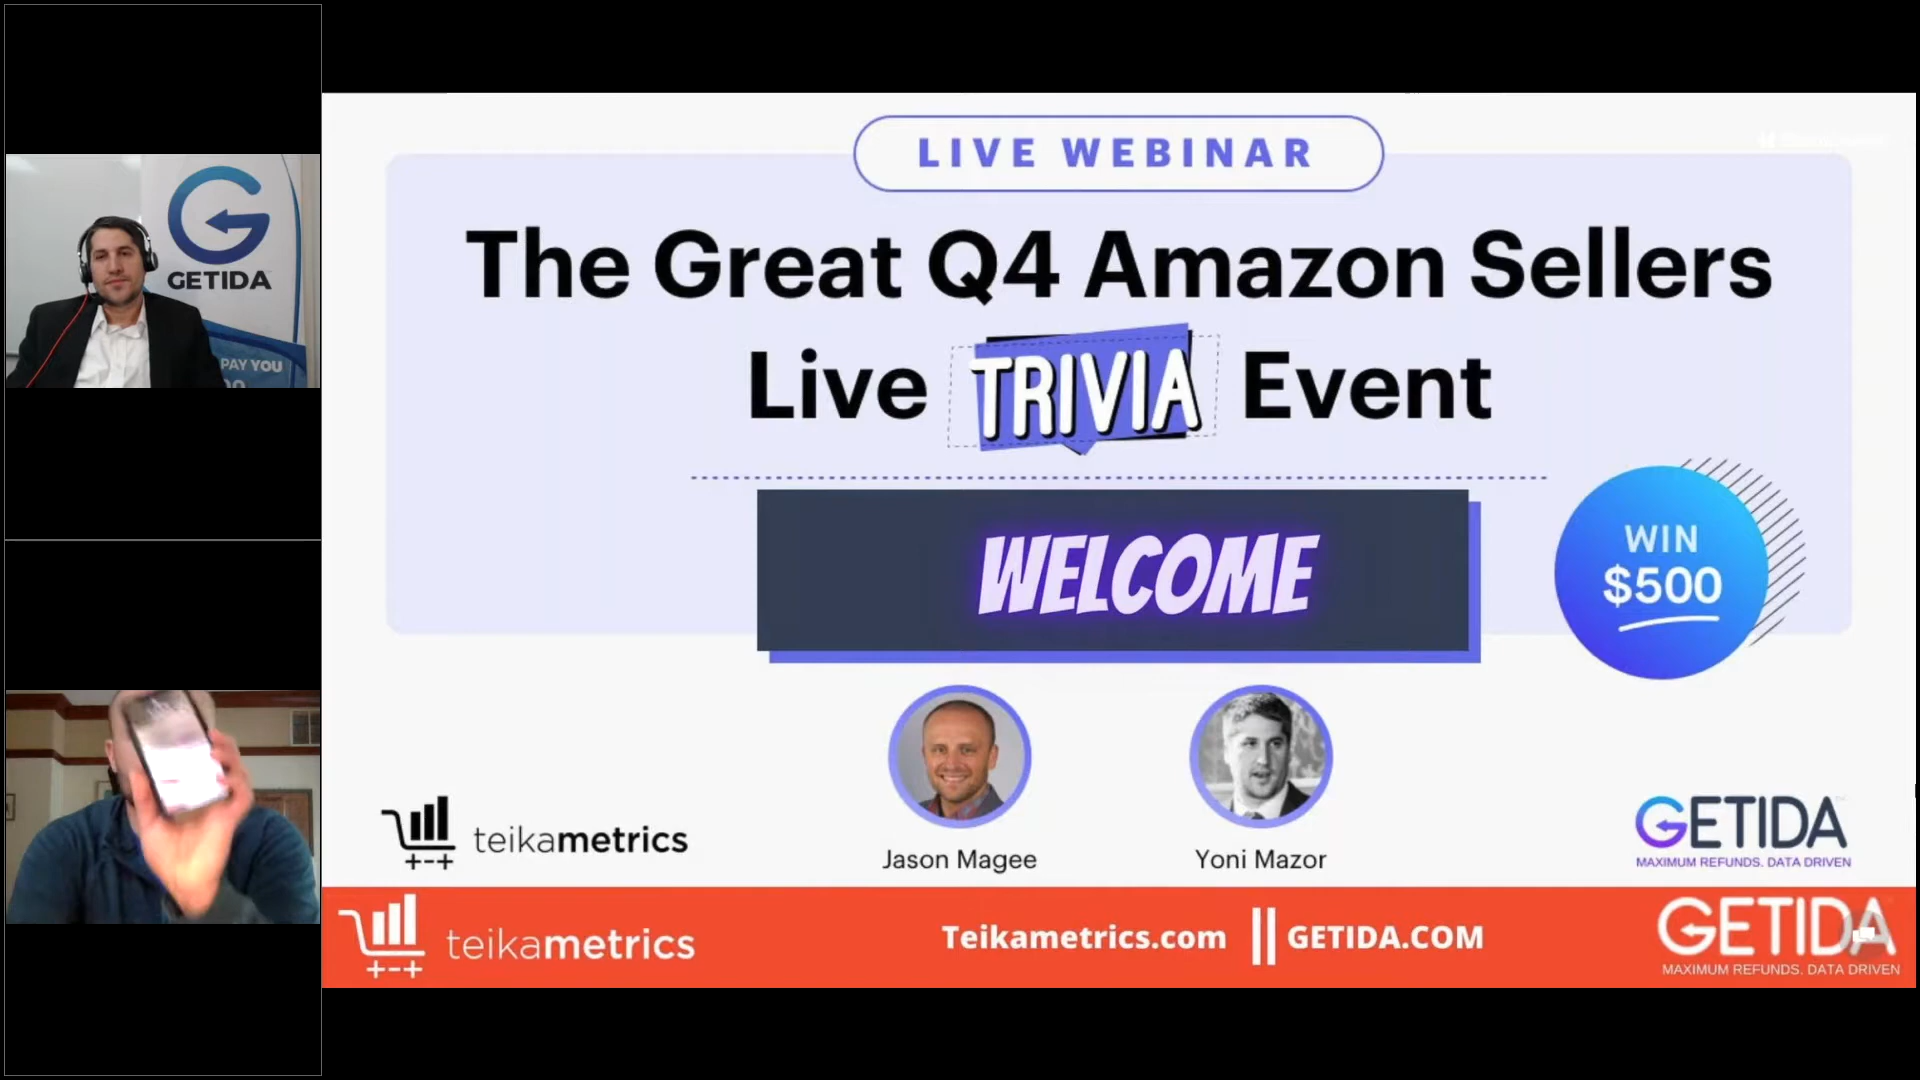 GETIDA
PAY YOU
LIVE WEBINAR
The Great Q4 Amazon Sellers
Live TRIVIA Event
WELCOME
WIN
$500
Jason Magee
Yoni Mazor
teikametrics
GETIDA
MAXIMUM REFUNDS. DATA DRIVEN
teikametrics
Teikametrics.com || GETIDA.COM
GETIDA
MAXIMUM REFUNDS. DATA DRIVEN